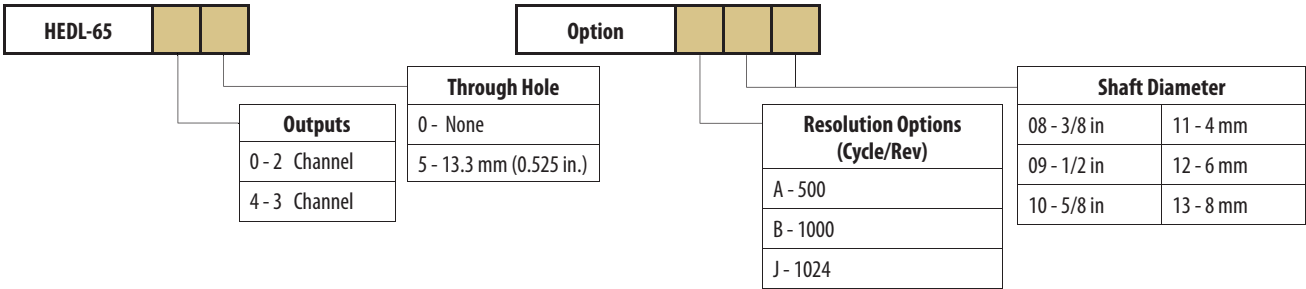 HEDL-65
Option
Through Hole
0 - None
5 - 13.3 mm (0.525 in.)
Outputs
0 - 2 Channel
4 - 3 Channel
Resolution Options
(Cycle/Rev)
A - 500
B - 1000
J - 1024
Shaft Diameter
08 - 3/8 in 11 - 4 mm
09 - 1/2 in 12 - 6 mm
10 - 5/8 in 13 - 8 mm